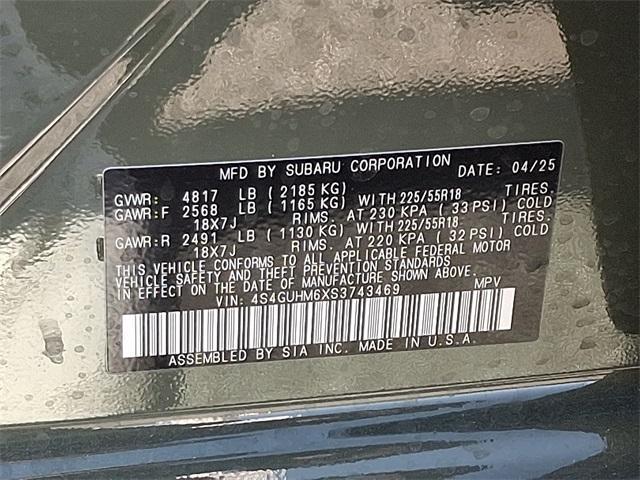 MFD BY SUBARU CORPORATION DATE: 04/25
GVWR: 4817 LB (2185 KG)
GAWR:F 2568 LB (1165 KG) WITH 225/55R18 TIRES.
18X7J RIMS. AT 230 KPA (33 PSI) COLD
GAWR:R 2491 LB (1130 KG) WITH 225/55R18 TIRES.
18X7J RIMS. AT 220 KPA (32 PSI) COLD
THIS VEHICLE CONFORMS TO ALL APPLICABLE FEDERAL MOTOR
VEHICLE SAFETY AND THEFT PREVENTION STANDARDS
IN EFFECT ON THE DATE OF MANUFACTURE SHOWN ABOVE.
VIN: 4S4GUHM6XS3743469 MPV
ASSEMBLED BY SIA INC. MADE IN U.S.A.